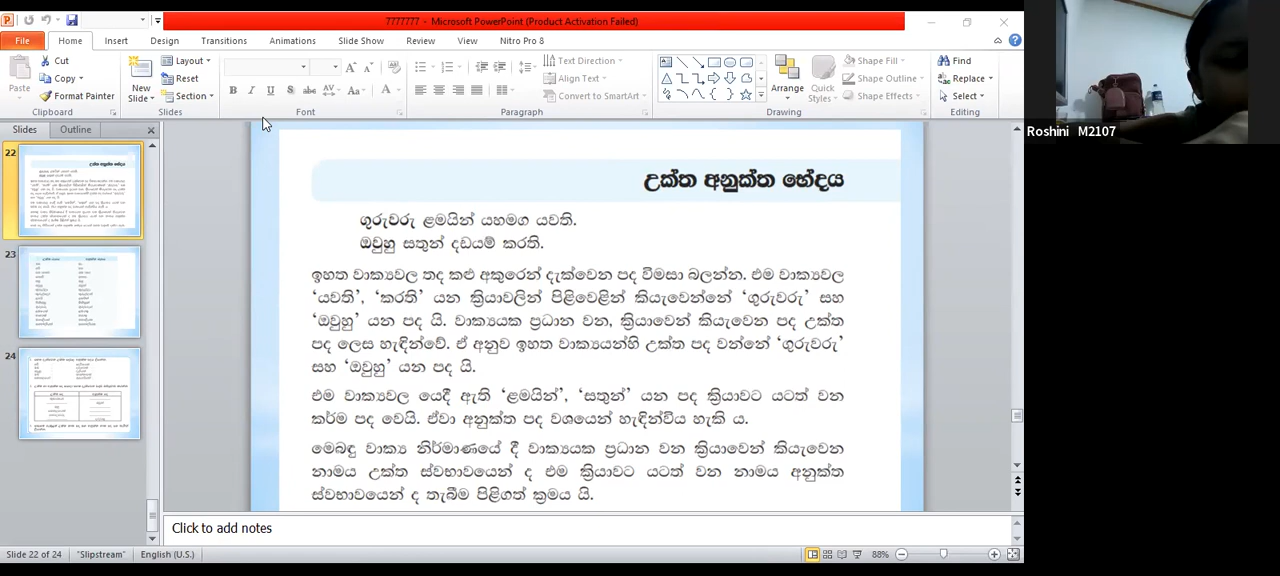 7777777 - Microsoft PowerPoint (Product Activation Failed)
File Home Insert Design Transitions Animations Slide Show Review View Nitro Pro 8
Paste Cut Copy Format Painter Clipboard
New Slide Layout Reset Section Slides
Font
Text Direction Align Text Convert to SmartArt Paragraph
Arrange Quick Styles Shape Fill Shape Outline Shape Effects Drawing
Find Replace Select Editing
Roshini M2107
Slides Outline
22
23
24
උක්ත අනුක්ත භේදය
ගුරුවරු ළමයින් යහමග යවති.
ඔවුහු සතුන් දඩයම් කරති.
ඉහත වාක්‍යවල තද කළු අකුරෙන් දැක්වෙන පද විමසා බලන්න. එම වාක්‍යවල
‘යවති’, ‘කරති’ යන ක්‍රියාවලින් පිළිවෙළින් කියැවෙන්නේ ‘ගුරුවරු’ සහ
‘ඔවුහු’ යන පද යි. වාක්‍යයක ප්‍රධාන වන, ක්‍රියාවෙන් කියැවෙන පද උක්ත
පද ලෙස හැඳින්වේ. ඒ අනුව ඉහත වාක්‍යයන්හි උක්ත පද වන්නේ ‘ගුරුවරු’
සහ ‘ඔවුහු’ යන පද යි.
එම වාක්‍යවල යෙදී ඇති ‘ළමයින්’, ‘සතුන්’ යන පද ක්‍රියාවට යටත් වන
කර්ම පද වෙයි. ඒවා අනුක්ත පද වශයෙන් හැඳින්විය හැකි ය.
මෙබඳු වාක්‍ය නිර්මාණයේ දී වාක්‍යයක ප්‍රධාන වන ක්‍රියාවෙන් කියැවෙන
නාමය උක්ත ස්වභාවයෙන් ද එම ක්‍රියාවට යටත් වන නාමය අනුක්ත
ස්වභාවයෙන් ද තැබීම පිළිගත් ක්‍රමය යි.
Click to add notes
Slide 22 of 24 "Slipstream" English (U.S.) 88%